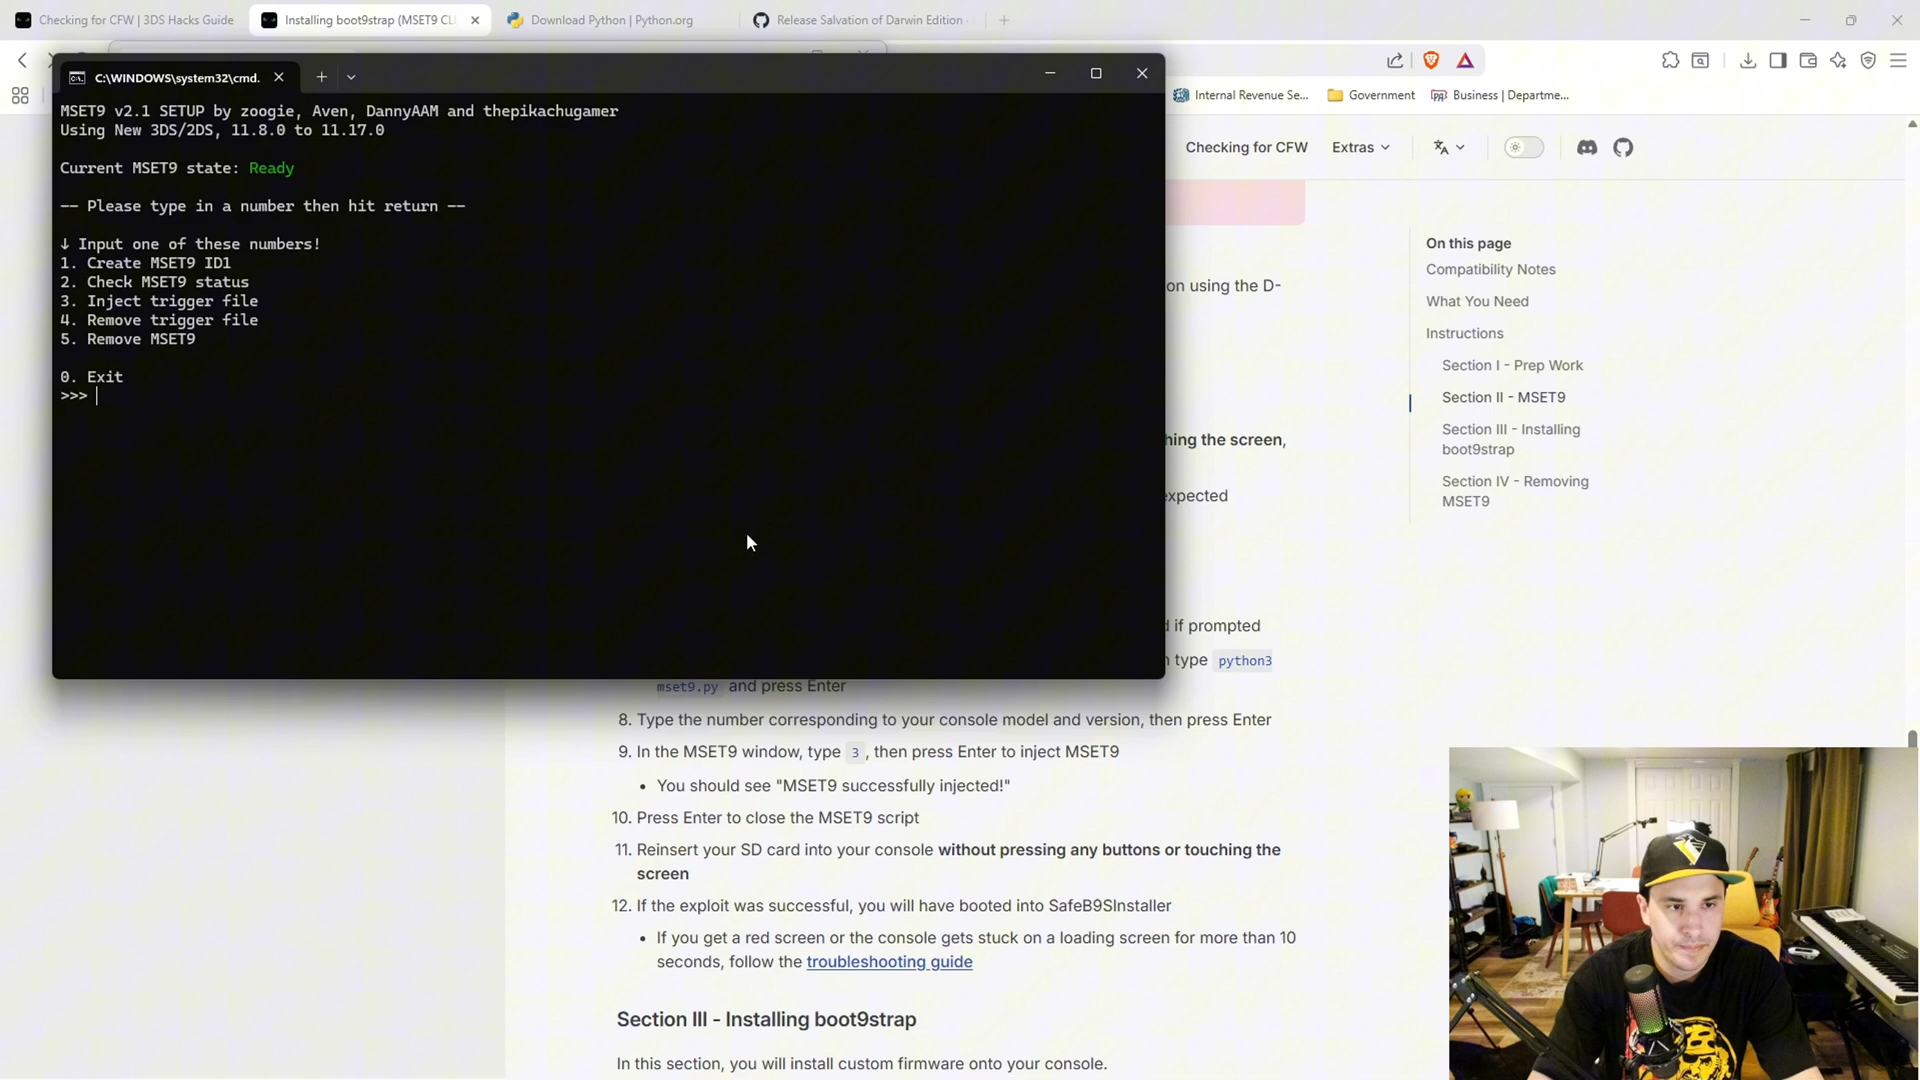 Checking for CFW | 3DS Hacks Guide
Installing boot9strap (MSET9 CL
Download Python | Python.org
Release Salvation of Darwin Edition
C:\WINDOWS\system32\cmd.
Internal Revenue Se...
Government
Business | Departme...
MSET9 v2.1 SETUP by zoogie, Aven, DannyAAM and thepikachugamer
Using New 3DS/2DS, 11.8.0 to 11.17.0
Current MSET9 state: Ready
-- Please type in a number then hit return --
↓ Input one of these numbers!
1. Create MSET9 ID1
2. Check MSET9 status
3. Inject trigger file
4. Remove trigger file
5. Remove MSET9
0. Exit
>>>
Checking for CFW
Extras
on using the D-
hing the screen,
expected
d if prompted
n type python3
mset9.py and press Enter
8. Type the number corresponding to your console model and version, then press Enter
9. In the MSET9 window, type 3, then press Enter to inject MSET9
• You should see "MSET9 successfully injected!"
10. Press Enter to close the MSET9 script
11. Reinsert your SD card into your console without pressing any buttons or touching the
screen
12. If the exploit was successful, you will have booted into SafeB9SInstaller
• If you get a red screen or the console gets stuck on a loading screen for more than 10
seconds, follow the troubleshooting guide
Section III - Installing boot9strap
In this section, you will install custom firmware onto your console.
On this page
Compatibility Notes
What You Need
Instructions
Section I - Prep Work
Section II - MSET9
Section III - Installing
boot9strap
Section IV - Removing
MSET9